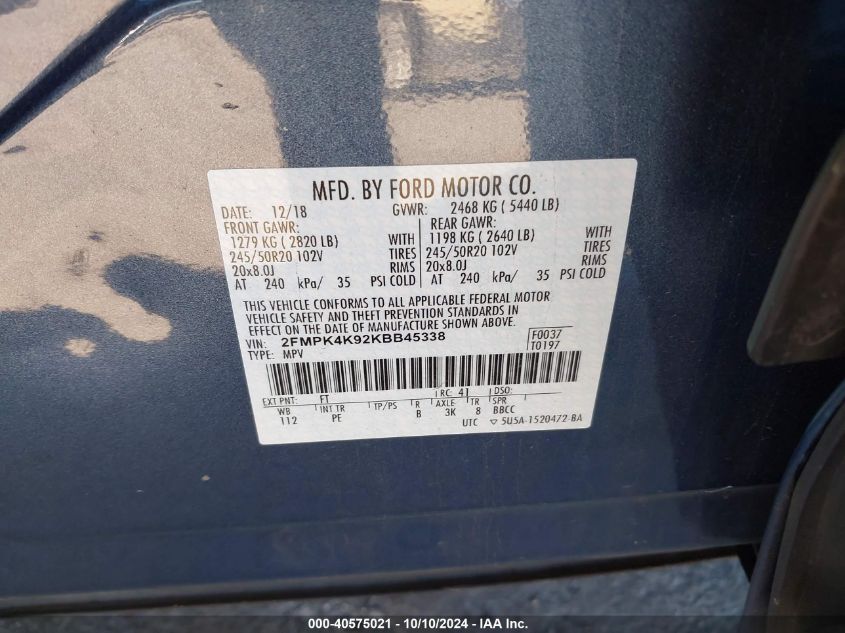 MFD. BY FORD MOTOR CO.
DATE: 12/18 GVWR: 2468 KG ( 5440 LB)
FRONT GAWR: REAR GAWR:
1279 KG ( 2820 LB) WITH 1198 KG ( 2640 LB) WITH
245/50R20 102V TIRES 245/50R20 102V TIRES
20x8.0J RIMS 20x8.0J RIMS
AT 240 kPa/ 35 PSI COLD AT 240 kPa/ 35 PSI COLD
THIS VEHICLE CONFORMS TO ALL APPLICABLE FEDERAL MOTOR
VEHICLE SAFETY AND THEFT PREVENTION STANDARDS IN
EFFECT ON THE DATE OF MANUFACTURE SHOWN ABOVE.
VIN: 2FMPK4K92KBB45338 F0037
TYPE: MPV T0197
EXT PNT: FT RC: 41 DSO:
WB INT TR TP/PS R AXLE TR SPR
112 PE B 3K 8 BBCC
UTC ▽ 5U5A-1520472-BA
000-40575021 - 10/10/2024 - IAA Inc.